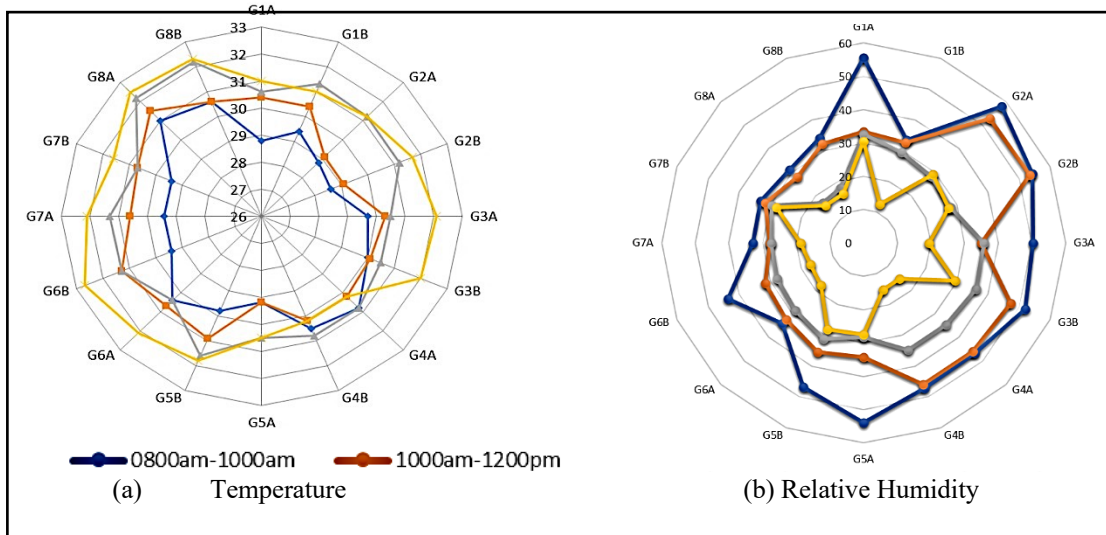 G1A
G1B
G2A
G2B
G3A
G3B
G4A
G4B
G5A
G5B
G6A
G6B
G7A
G7B
G8A
G8B
33
32
31
30
29
28
27
26
0800am-1000am
1000am-1200pm
(a) Temperature
G1A
G1B
G2A
G2B
G3A
G3B
G4A
G4B
G5A
G5B
G6A
G6B
G7A
G7B
G8A
G8B
60
50
40
30
20
10
0
(b) Relative Humidity